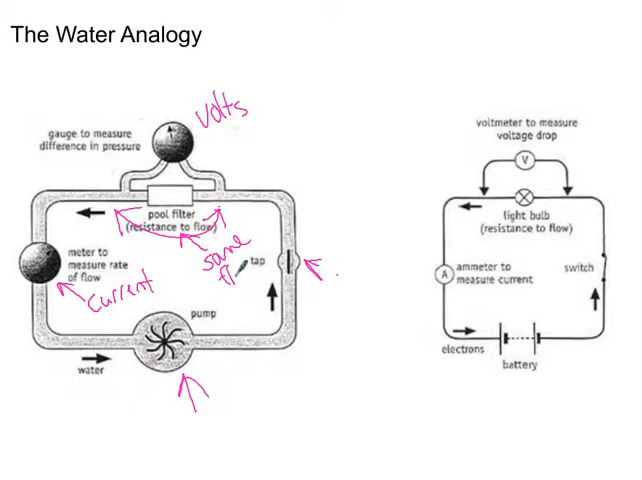 The Water Analogy
volts
gauge to measure
difference in pressure
pool filter
(resistance to flow)
meter to
measure rate
of flow
current
same
fl
tap
pump
water
voltmeter to measure
voltage drop
V
light bulb
(resistance to flow)
A
ammeter to
measure current
switch
electrons
battery